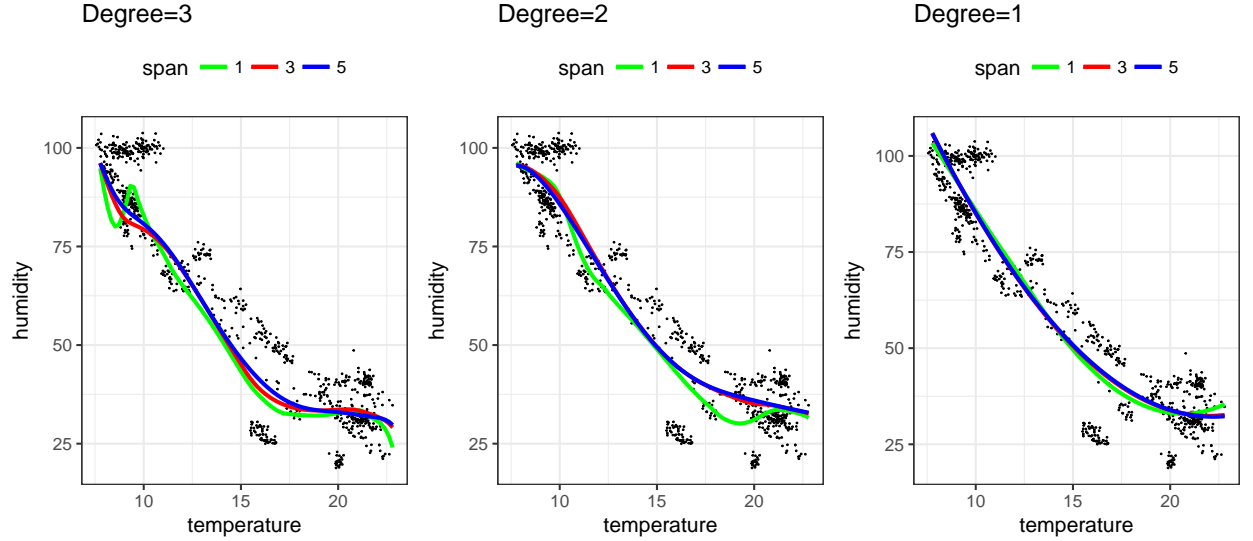 Degree=3
span 1 3 5
100
75
50
25
humidity
10 15 20
temperature
Degree=2
span 1 3 5
100
75
50
25
humidity
10 15 20
temperature
Degree=1
span 1 3 5
100
75
50
25
humidity
10 15 20
temperature